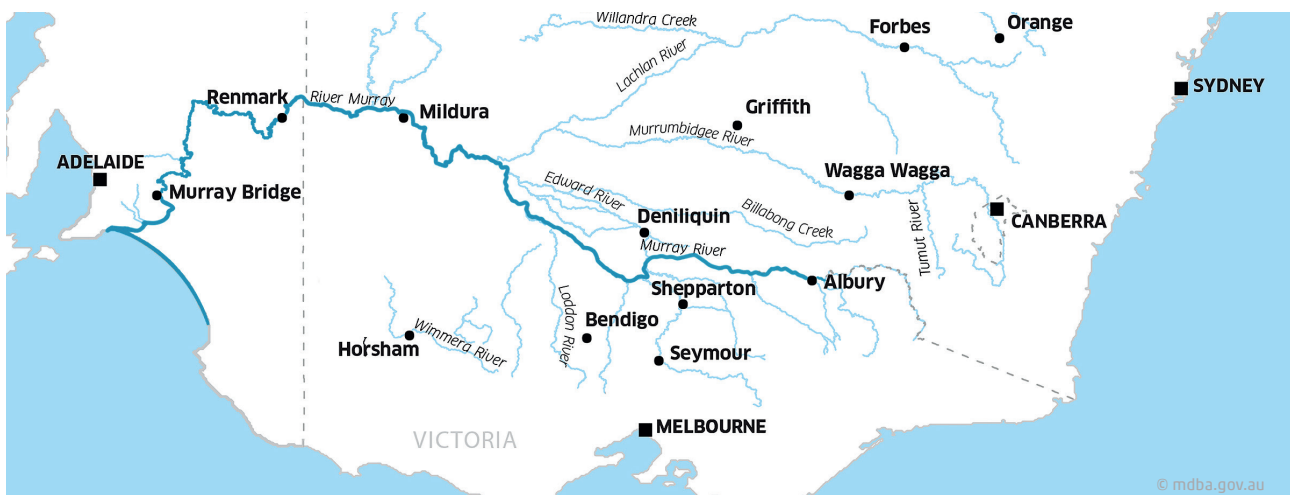 Willandra Creek
Forbes
Orange
Lachlan River
SYDNEY
Renmark
River Murray
Mildura
Griffith
Murrumbidgee River
ADELAIDE
Wagga Wagga
Murray Bridge
Edward River
Deniliquin
Billabong Creek
CANBERRA
Murray River
Tumut River
Albury
Shepparton
Loddon River
Bendigo
Wimmera River
Horsham
Seymour
MELBOURNE
VICTORIA
© mdba.gov.au